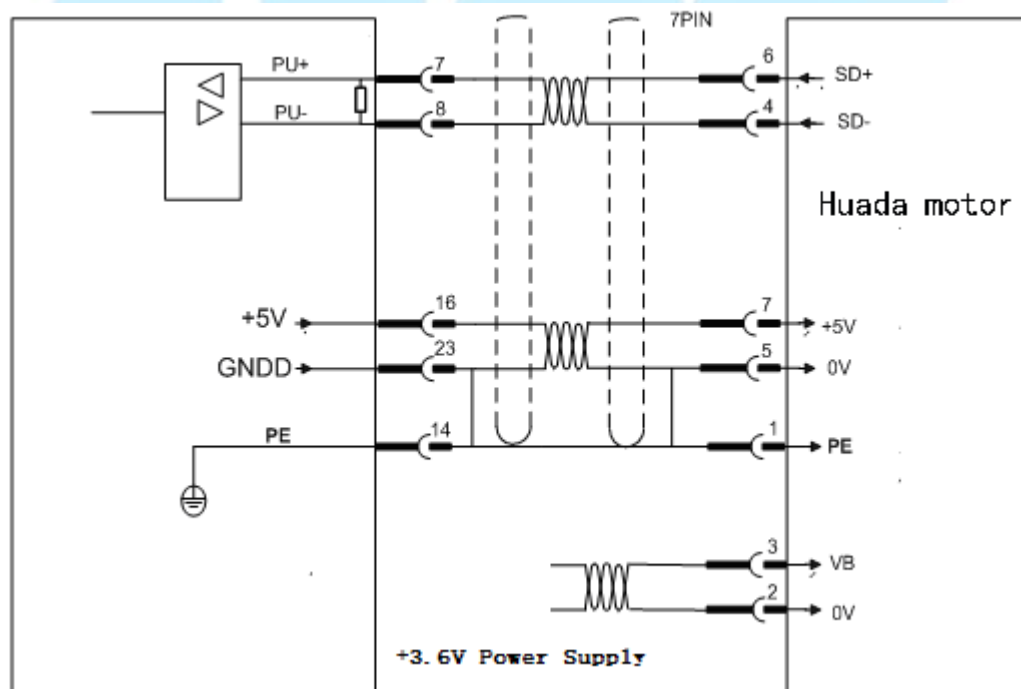 7PIN
PU+ 7 6 SD+
PU- 8 4 SD-
Huada motor
+5V 16 7 +5V
GNDD 23 5 0V
PE 14 1 PE
3 VB
2 0V
+3.6V Power Supply